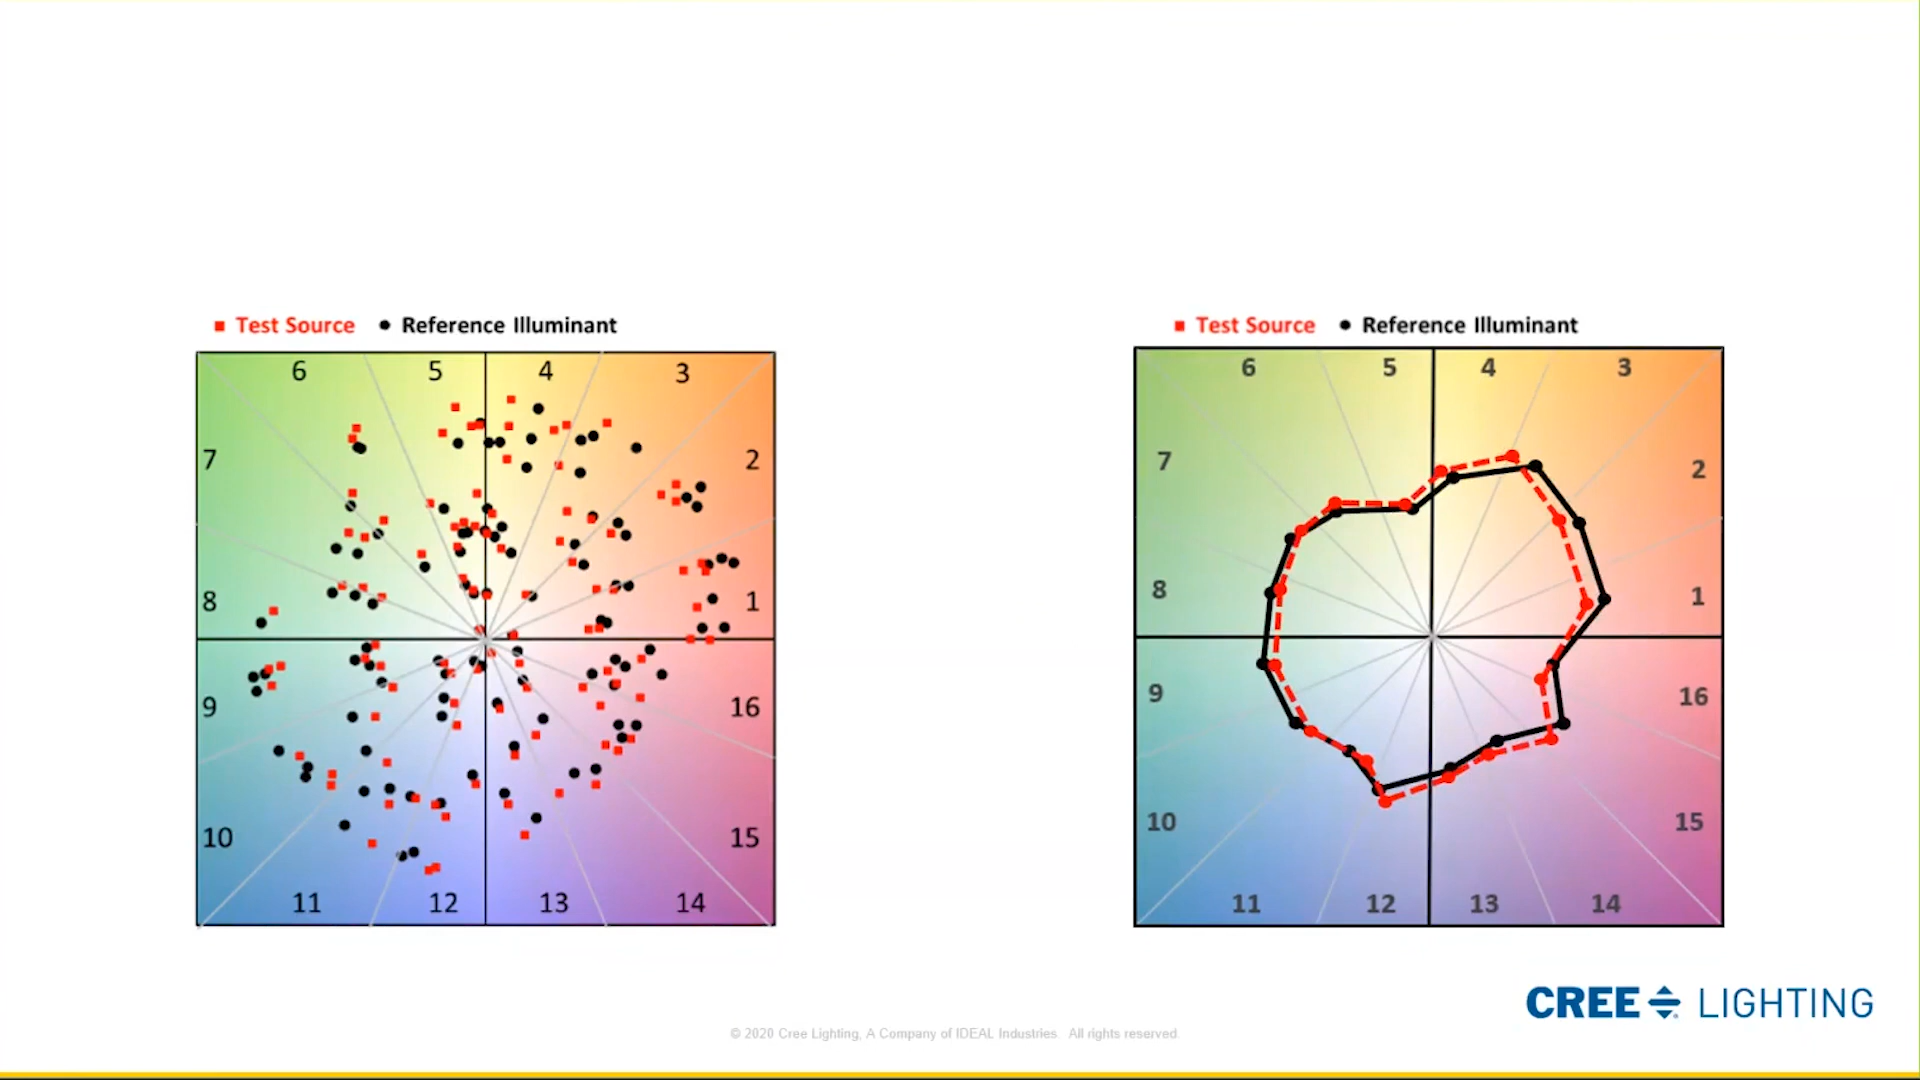 Test Source Reference Illuminant
6 5 4 3
7 2
8 1
9 16
10 15
11 12 13 14
Test Source Reference Illuminant
6 5 4 3
7 2
8 1
9 16
10 15
11 12 13 14
CREE LIGHTING
© 2020 Cree Lighting, A Company of IDEAL Industries All rights reserved